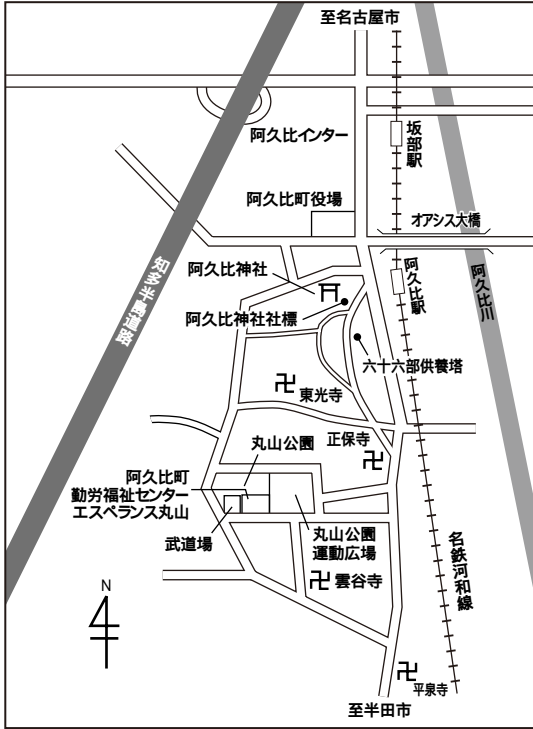 至名古屋市
阿久比インター
坂部駅
阿久比町役場
オアシス大橋
知多半島道路
阿久比神社
阿久比駅
阿久比川
阿久比神社社標
六十六部供養塔
卍
東光寺
丸山公園
正保寺
卍
阿久比町
勤労福祉センター
エスペランス丸山
武道場
丸山公園
運動広場
名鉄河和線
卍 雲谷寺
N
卍
平泉寺
至半田市